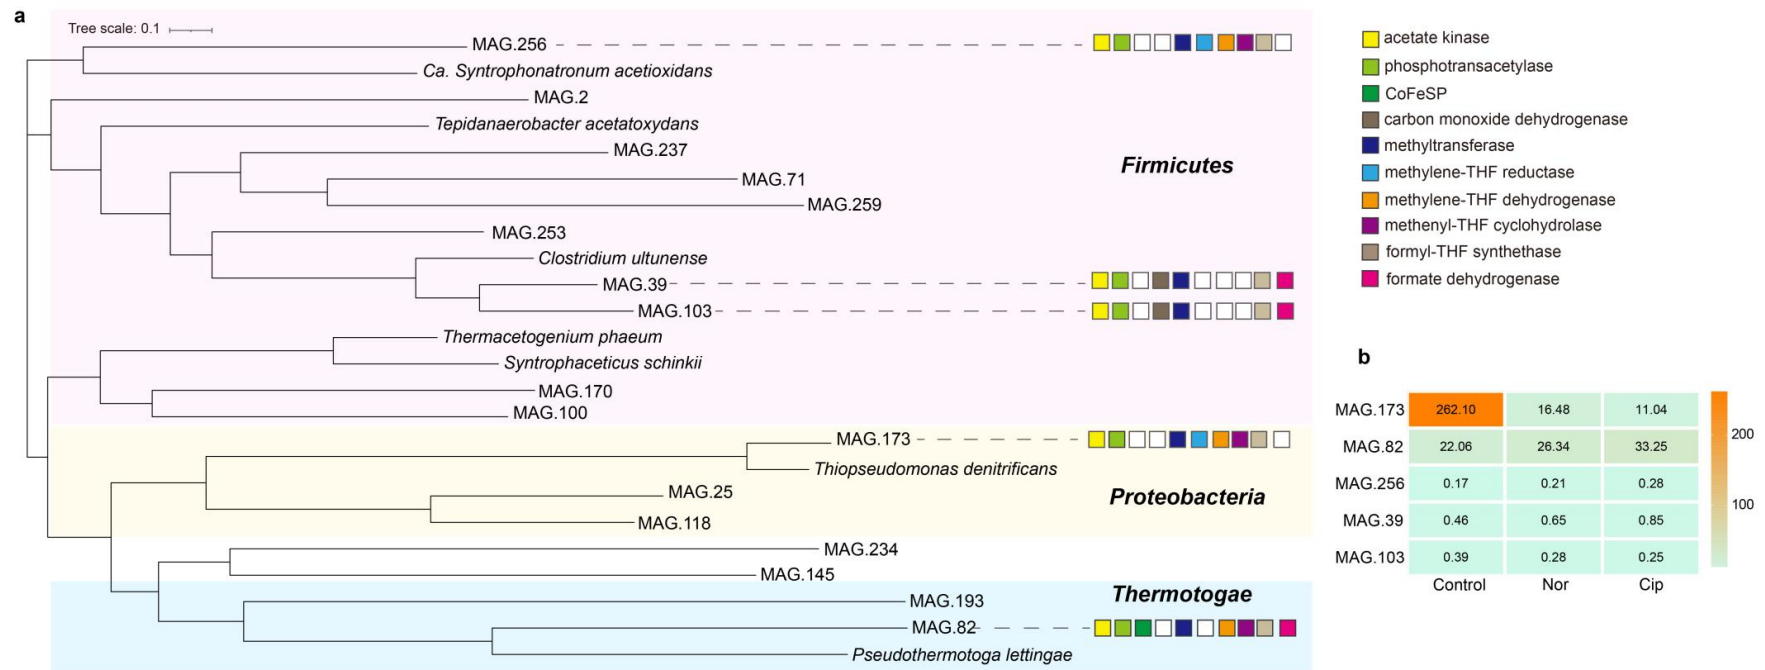 a
Tree scale: 0.1
MAG.256
Ca. Syntrophonatronum acetioxidans
MAG.2
Tepidanaerobacter acetatoxydans
MAG.237
Firmicutes
MAG.71
MAG.259
MAG.253
Clostridium ultunense
MAG.39
MAG.103
Thermacetogenium phaeum
Syntrophaceticus schinkii
MAG.170
MAG.100
MAG.173
Thiopseudomonas denitrificans
MAG.25
Proteobacteria
MAG.118
MAG.234
MAG.145
Thermotogae
MAG.193
MAG.82
Pseudothermotoga lettingae
acetate kinase
phosphotransacetylase
CoFeSP
carbon monoxide dehydrogenase
methyltransferase
methylene-THF reductase
methylene-THF dehydrogenase
methenyl-THF cyclohydrolase
formyl-THF synthethase
formate dehydrogenase
b
MAG.173 262.10 16.48 11.04
MAG.82 22.06 26.34 33.25
MAG.256 0.17 0.21 0.28
MAG.39 0.46 0.65 0.85
MAG.103 0.39 0.28 0.25
Control Nor Cip
200
100